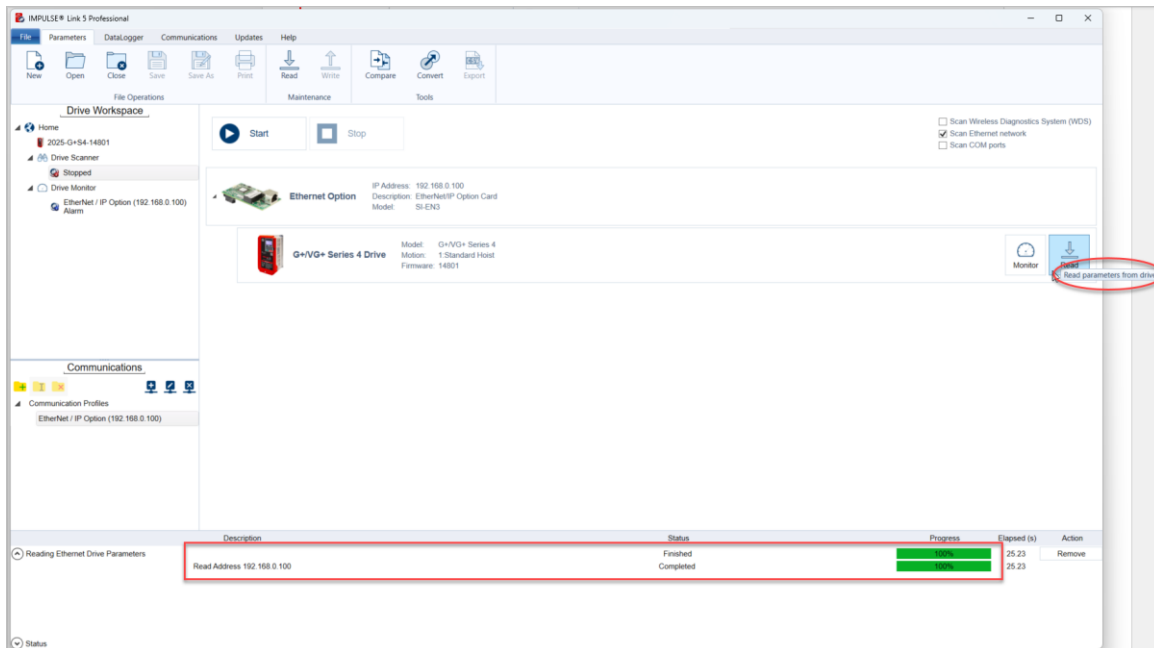 IMPULSE® Link 5 Professional
File Parameters DataLogger Communications Updates Help
New Open Close Save Save As Print Read Write Compare Convert Export
File Operations Maintenance Tools
Drive Workspace
Home
2025-G+S4-14801
Drive Scanner
Stopped
Drive Monitor
EtherNet / IP Option (192.168.0.100)
Alarm
Start Stop
Scan Wireless Diagnostics System (WDS)
Scan Ethernet network
Scan COM ports
Ethernet Option
IP Address: 192.168.0.100
Description: EtherNet/IP Option Card
Model: SI-EN3
G+/VG+ Series 4 Drive
Model: G+/VG+ Series 4
Motion: 1:Standard Hoist
Firmware: 14801
Monitor Read
Read parameters from drive
Communications
Communication Profiles
EtherNet / IP Option (192.168.0.100)
Description Status Progress Elapsed (s) Action
Reading Ethernet Drive Parameters Finished 100% 25.23 Remove
Read Address 192.168.0.100 Completed 100% 25.23
Status